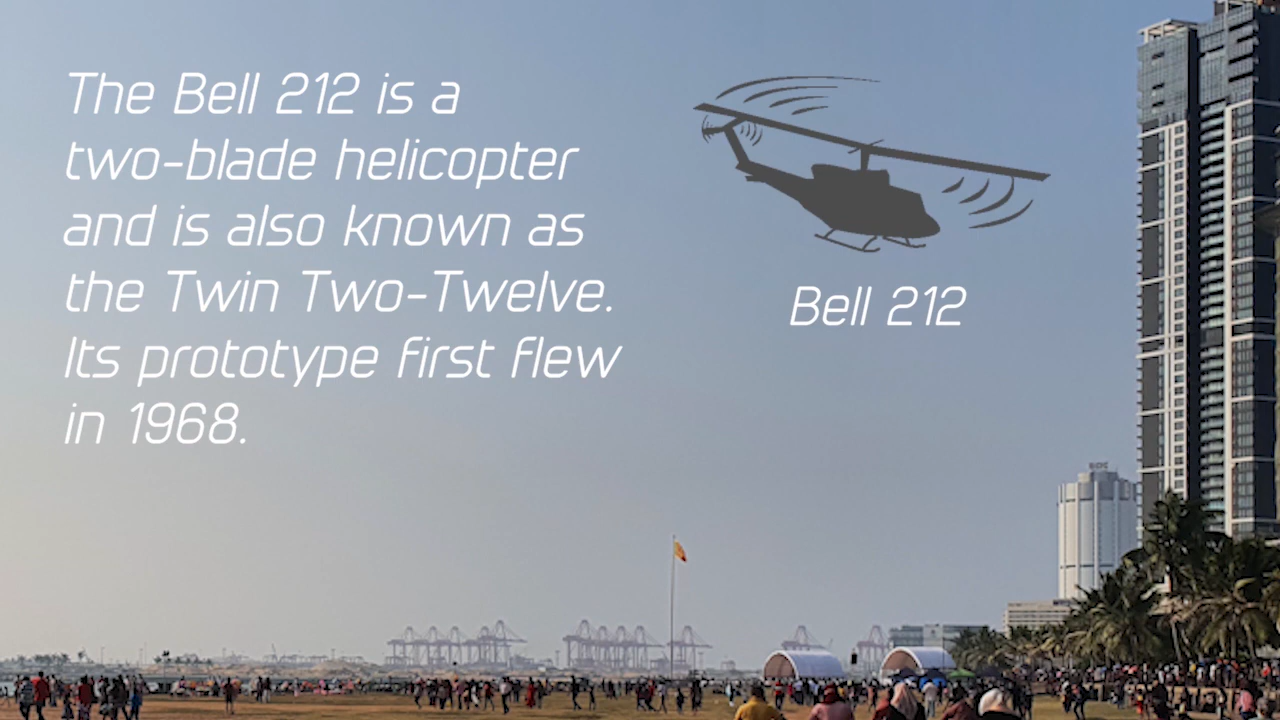 The Bell 212 is a
two-blade helicopter
and is also known as
the Twin Two-Twelve.
Its prototype first flew
in 1968.
Bell 212